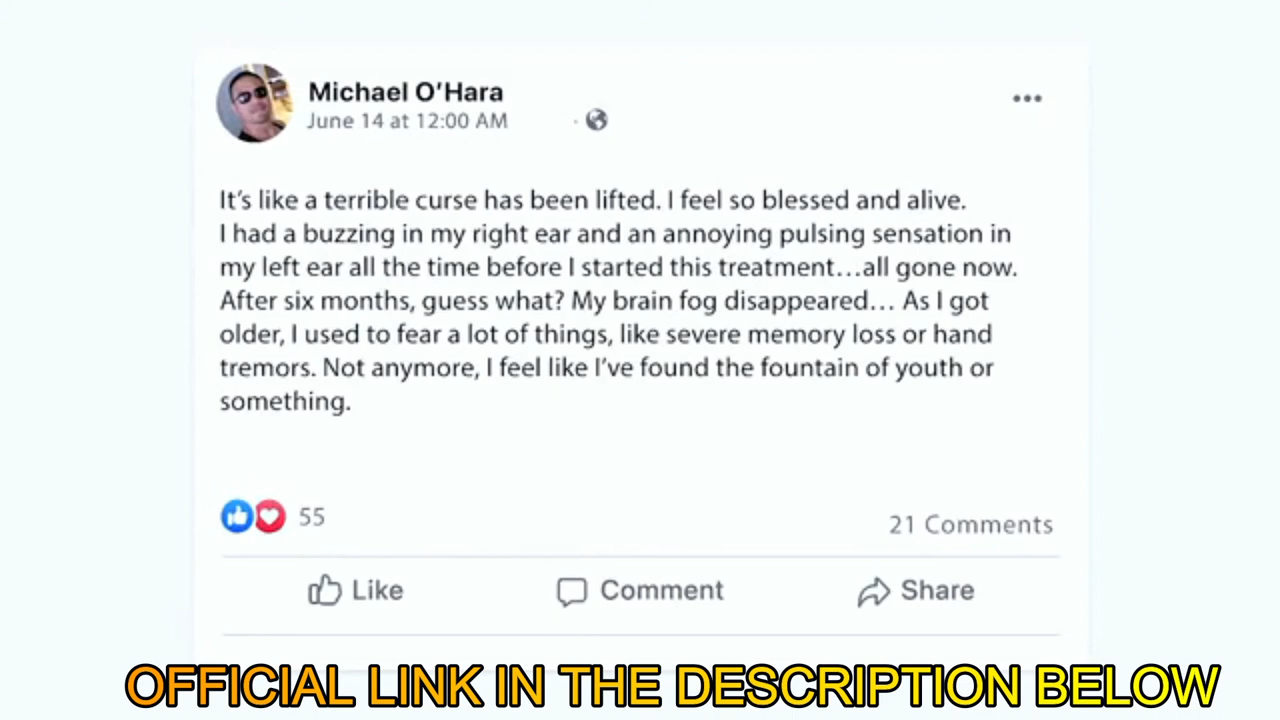 Michael O’Hara
June 14 at 12:00 AM
It’s like a terrible curse has been lifted. I feel so blessed and alive.
I had a buzzing in my right ear and an annoying pulsing sensation in
my left ear all the time before I started this treatment…all gone now.
After six months, guess what? My brain fog disappeared… As I got
older, I used to fear a lot of things, like severe memory loss or hand
tremors. Not anymore, I feel like I’ve found the fountain of youth or
something.
55
21 Comments
Like
Comment
Share
OFFICIAL LINK IN THE DESCRIPTION BELOW